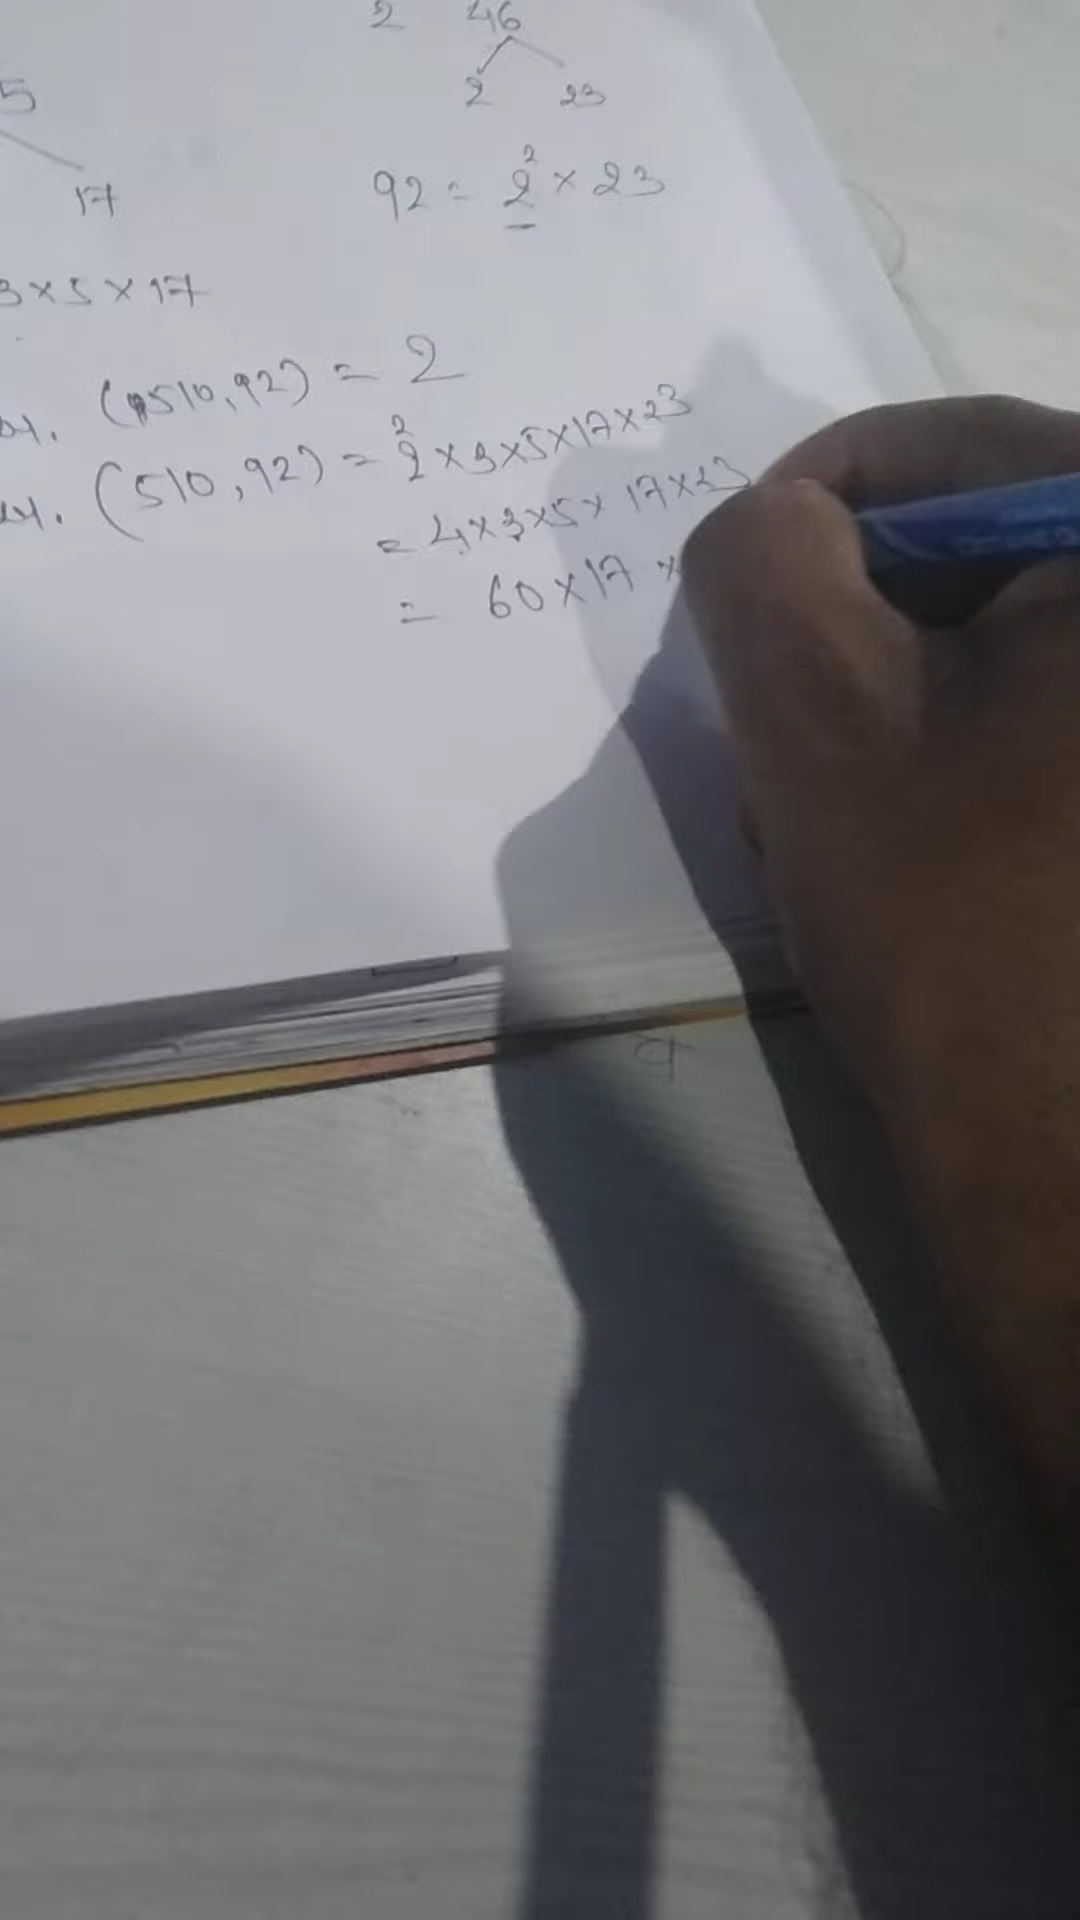 2 46
5 2 23
17
92 = 2² × 23
3 × 5 × 17
(510, 92) = 2
(510, 92) = 2² × 3 × 5 × 17 × 23
= 4 × 3 × 5 × 17 × 23
= 60 × 17 ×